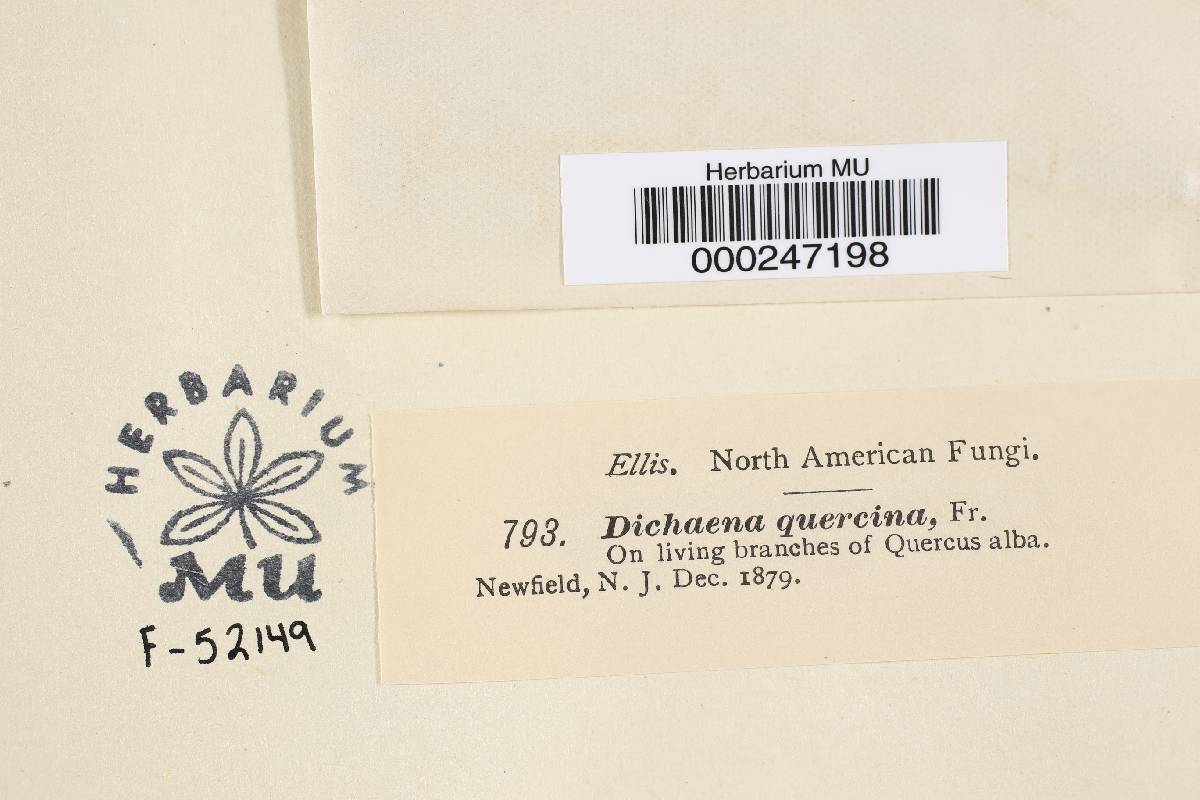 Herbarium MU
000247198
HERBARIUM
MU
F-52149
Ellis. North American Fungi.
793. Dichaena quercina, Fr.
On living branches of Quercus alba.
Newfield, N. J. Dec. 1879.